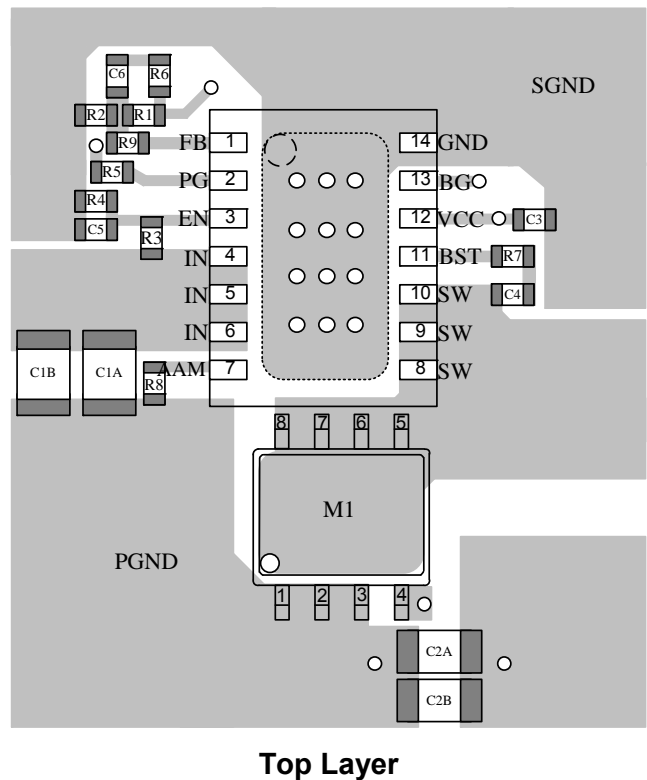 SGND
C6 R6
R2 R1
R9 FB 1 14 GND
R5 PG 2 13 BG
R4
C5 EN 3 12 VCC C3
R3
IN 4 11 BST R7
IN 5 10 SW C4
IN 6 9 SW
C1B C1A R8 AAM 7 8 SW
8 7 6 5
M1
PGND
1 2 3 4
C2A
C2B
Top Layer